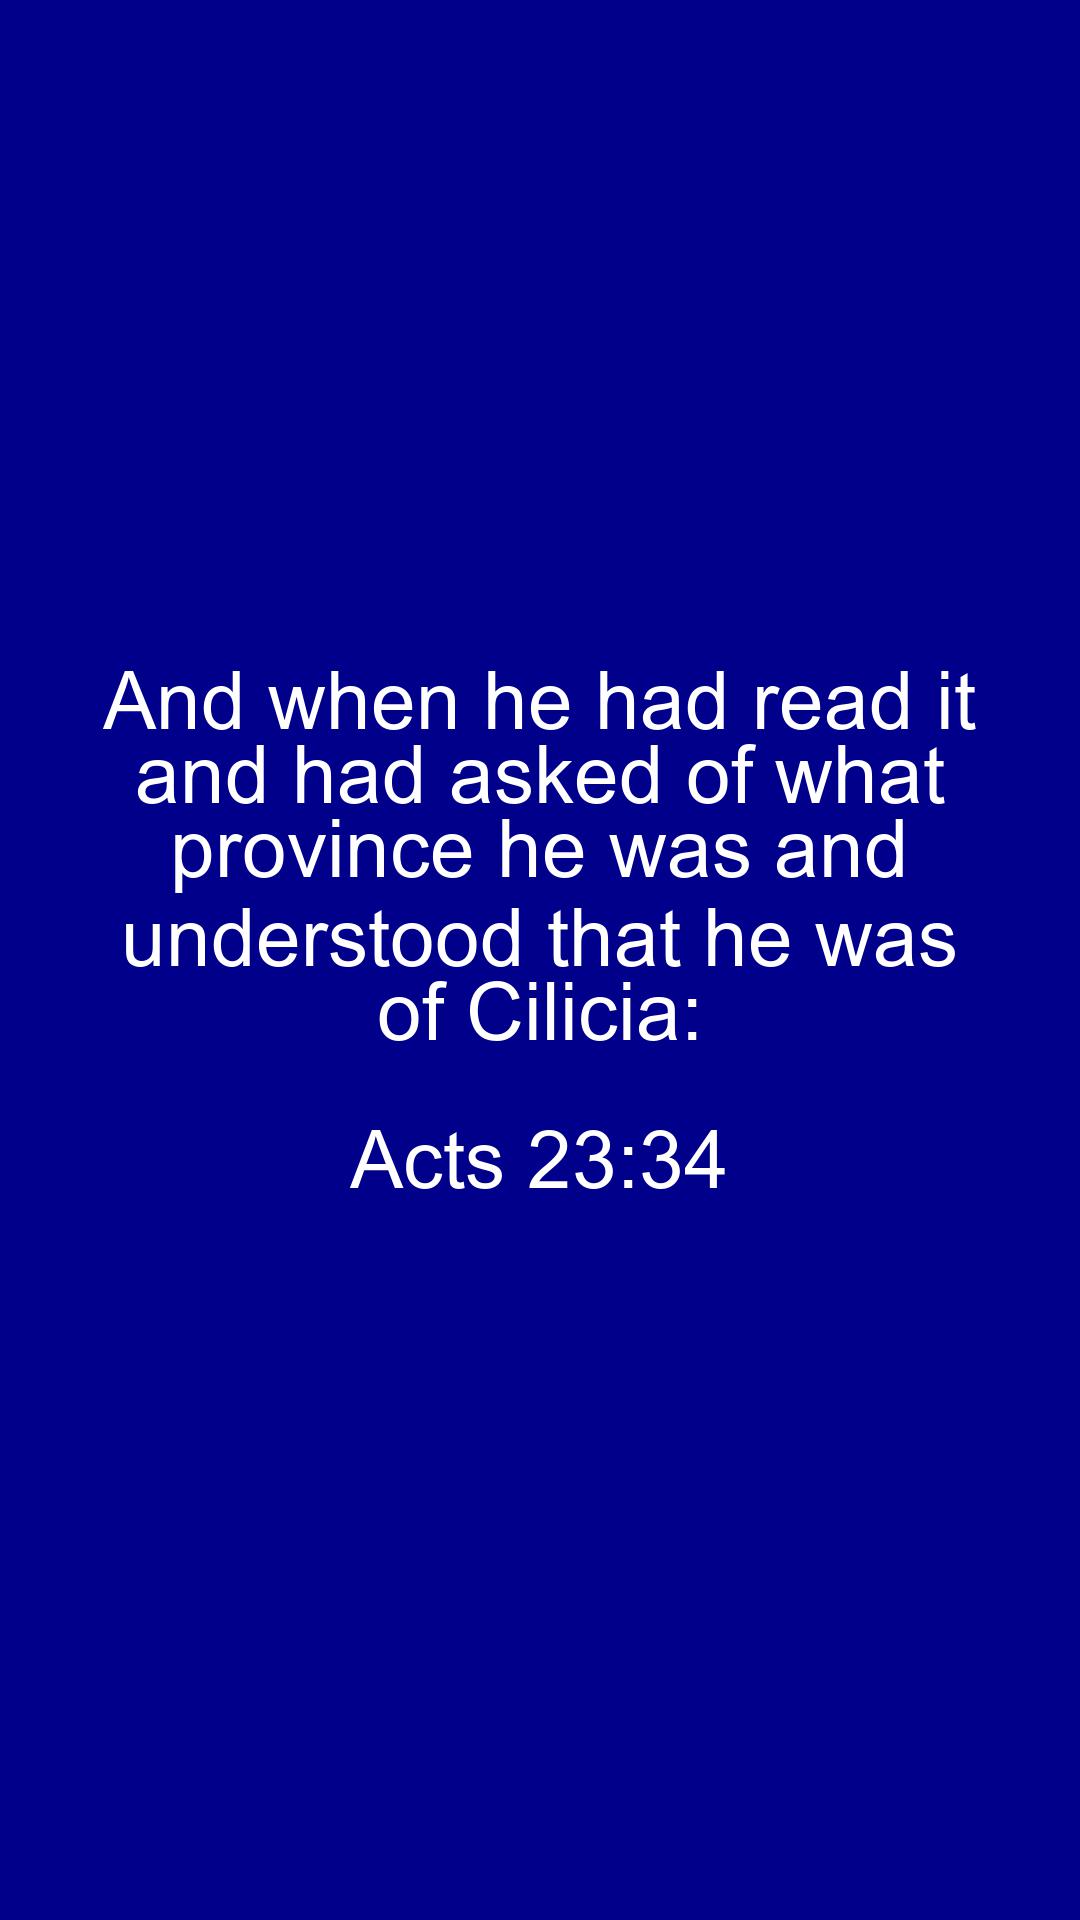 And when he had read it
and had asked of what
province he was and
understood that he was
of Cilicia:
Acts 23:34